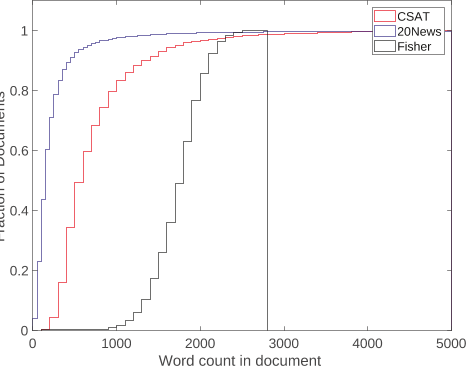 CSAT
20News
Fisher
1
0.8
0.6
0.4
0.2
0
Fraction of Documents
0 1000 2000 3000 4000 5000
Word count in document